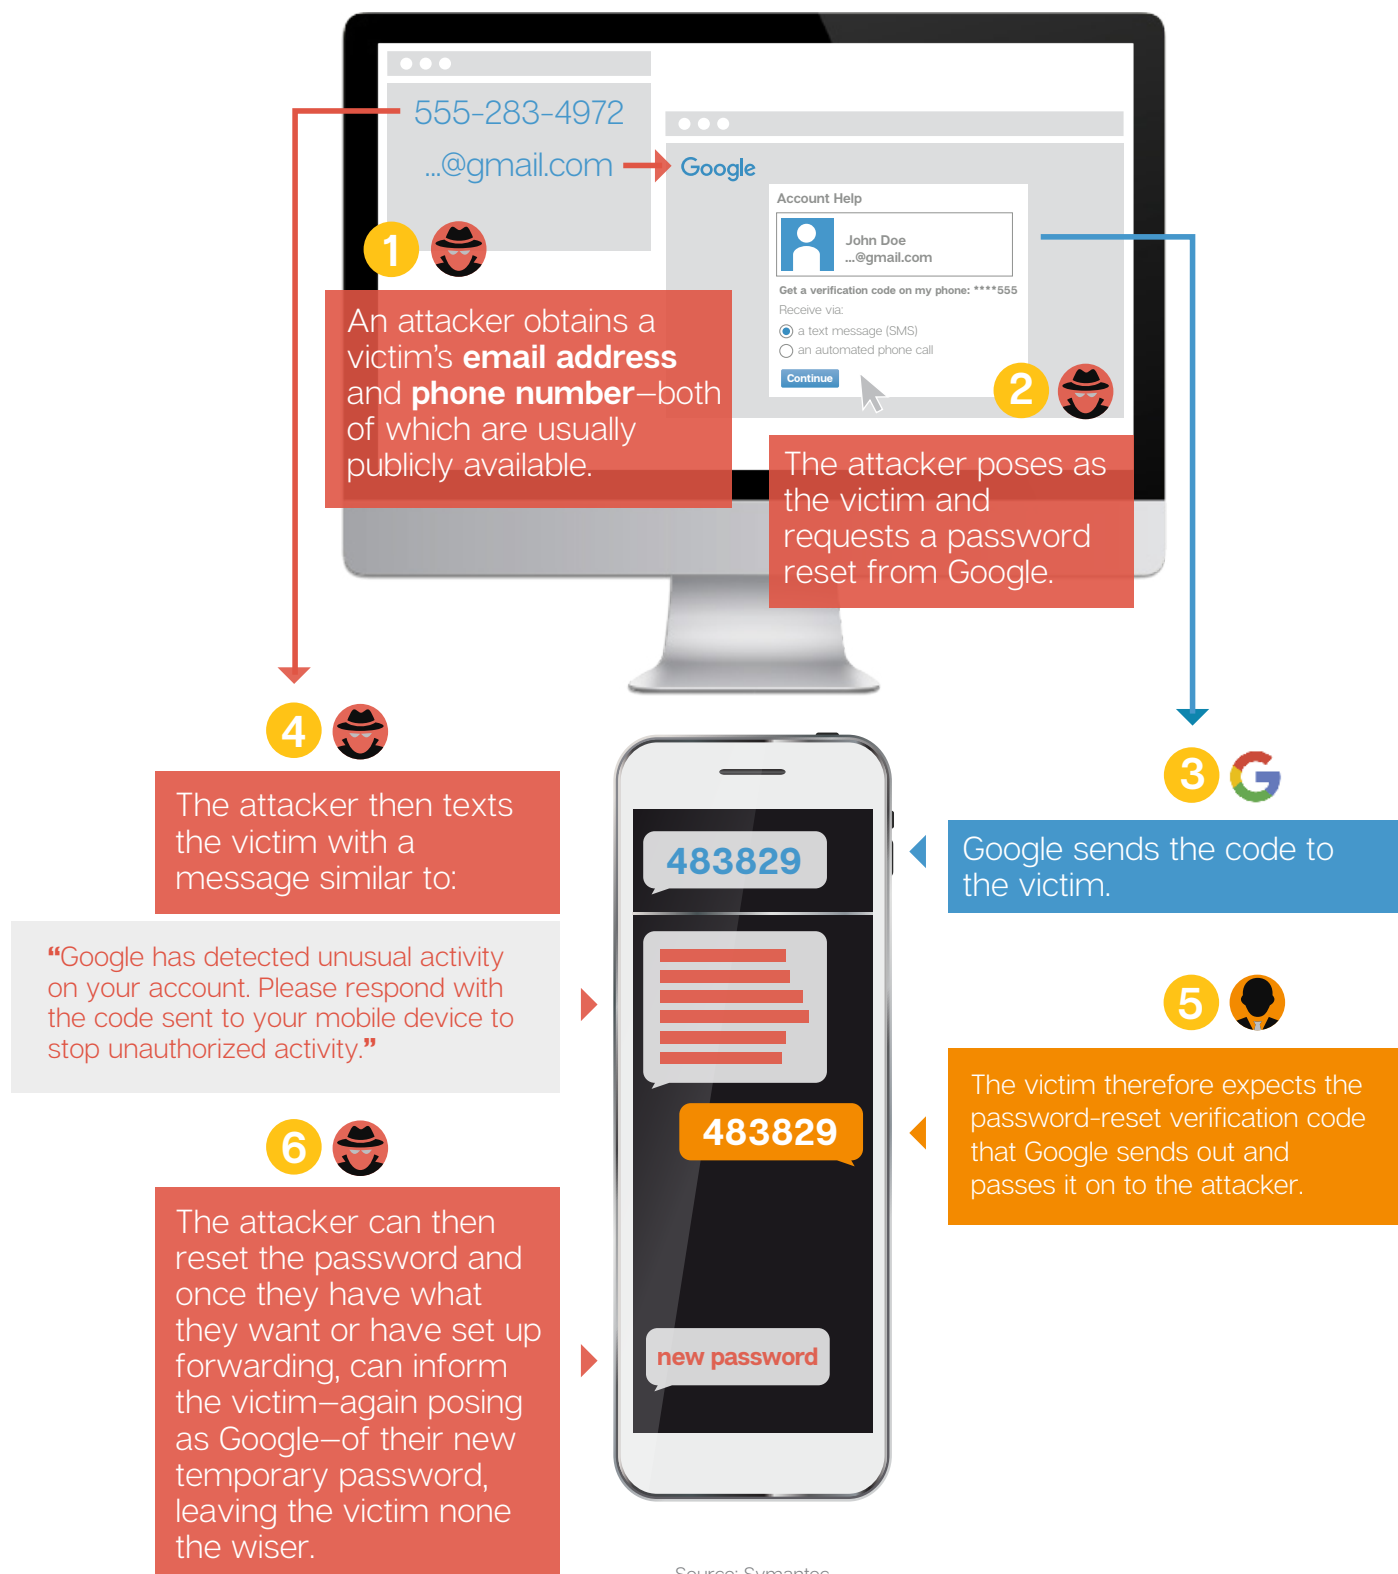 555-283-4972
...@gmail.com
Google
Account Help
John Doe
...@gmail.com
Get a verification code on my phone: ****555
Receive via:
a text message (SMS)
an automated phone call
Continue
1
An attacker obtains a
victim’s email address
and phone number—both
of which are usually
publicly available.
2
The attacker poses as
the victim and
requests a password
reset from Google.
3
Google sends the code to
the victim.
483829
4
The attacker then texts
the victim with a
message similar to:
“Google has detected unusual activity
on your account. Please respond with
the code sent to your mobile device to
stop unauthorized activity.”
5
The victim therefore expects the
password-reset verification code
that Google sends out and
passes it on to the attacker.
483829
6
The attacker can then
reset the password and
once they have what
they want or have set up
forwarding, can inform
the victim—again posing
as Google—of their new
temporary password,
leaving the victim none
the wiser.
new password
Source: Symantec